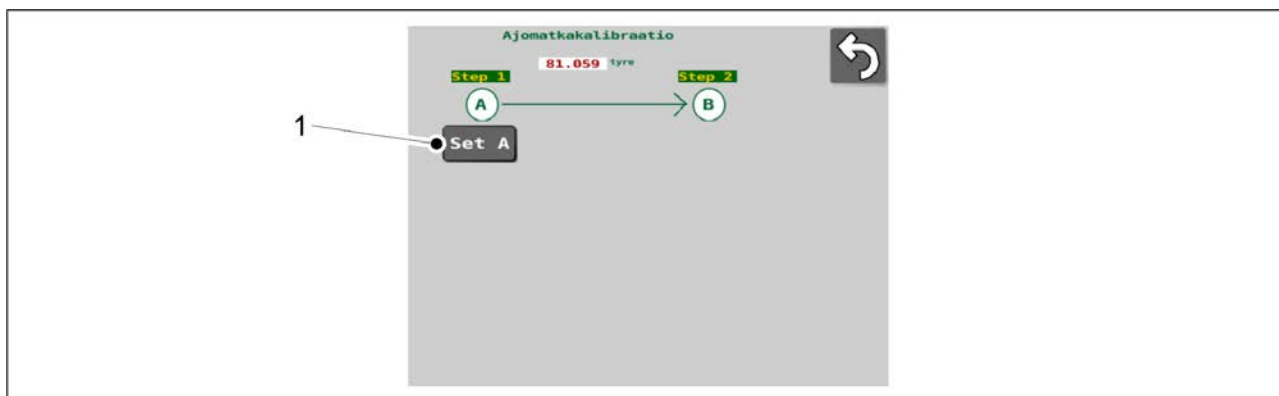 Ajomatkakalibraatio
81.059 tyre
Step 1 Step 2
A B
1 Set A